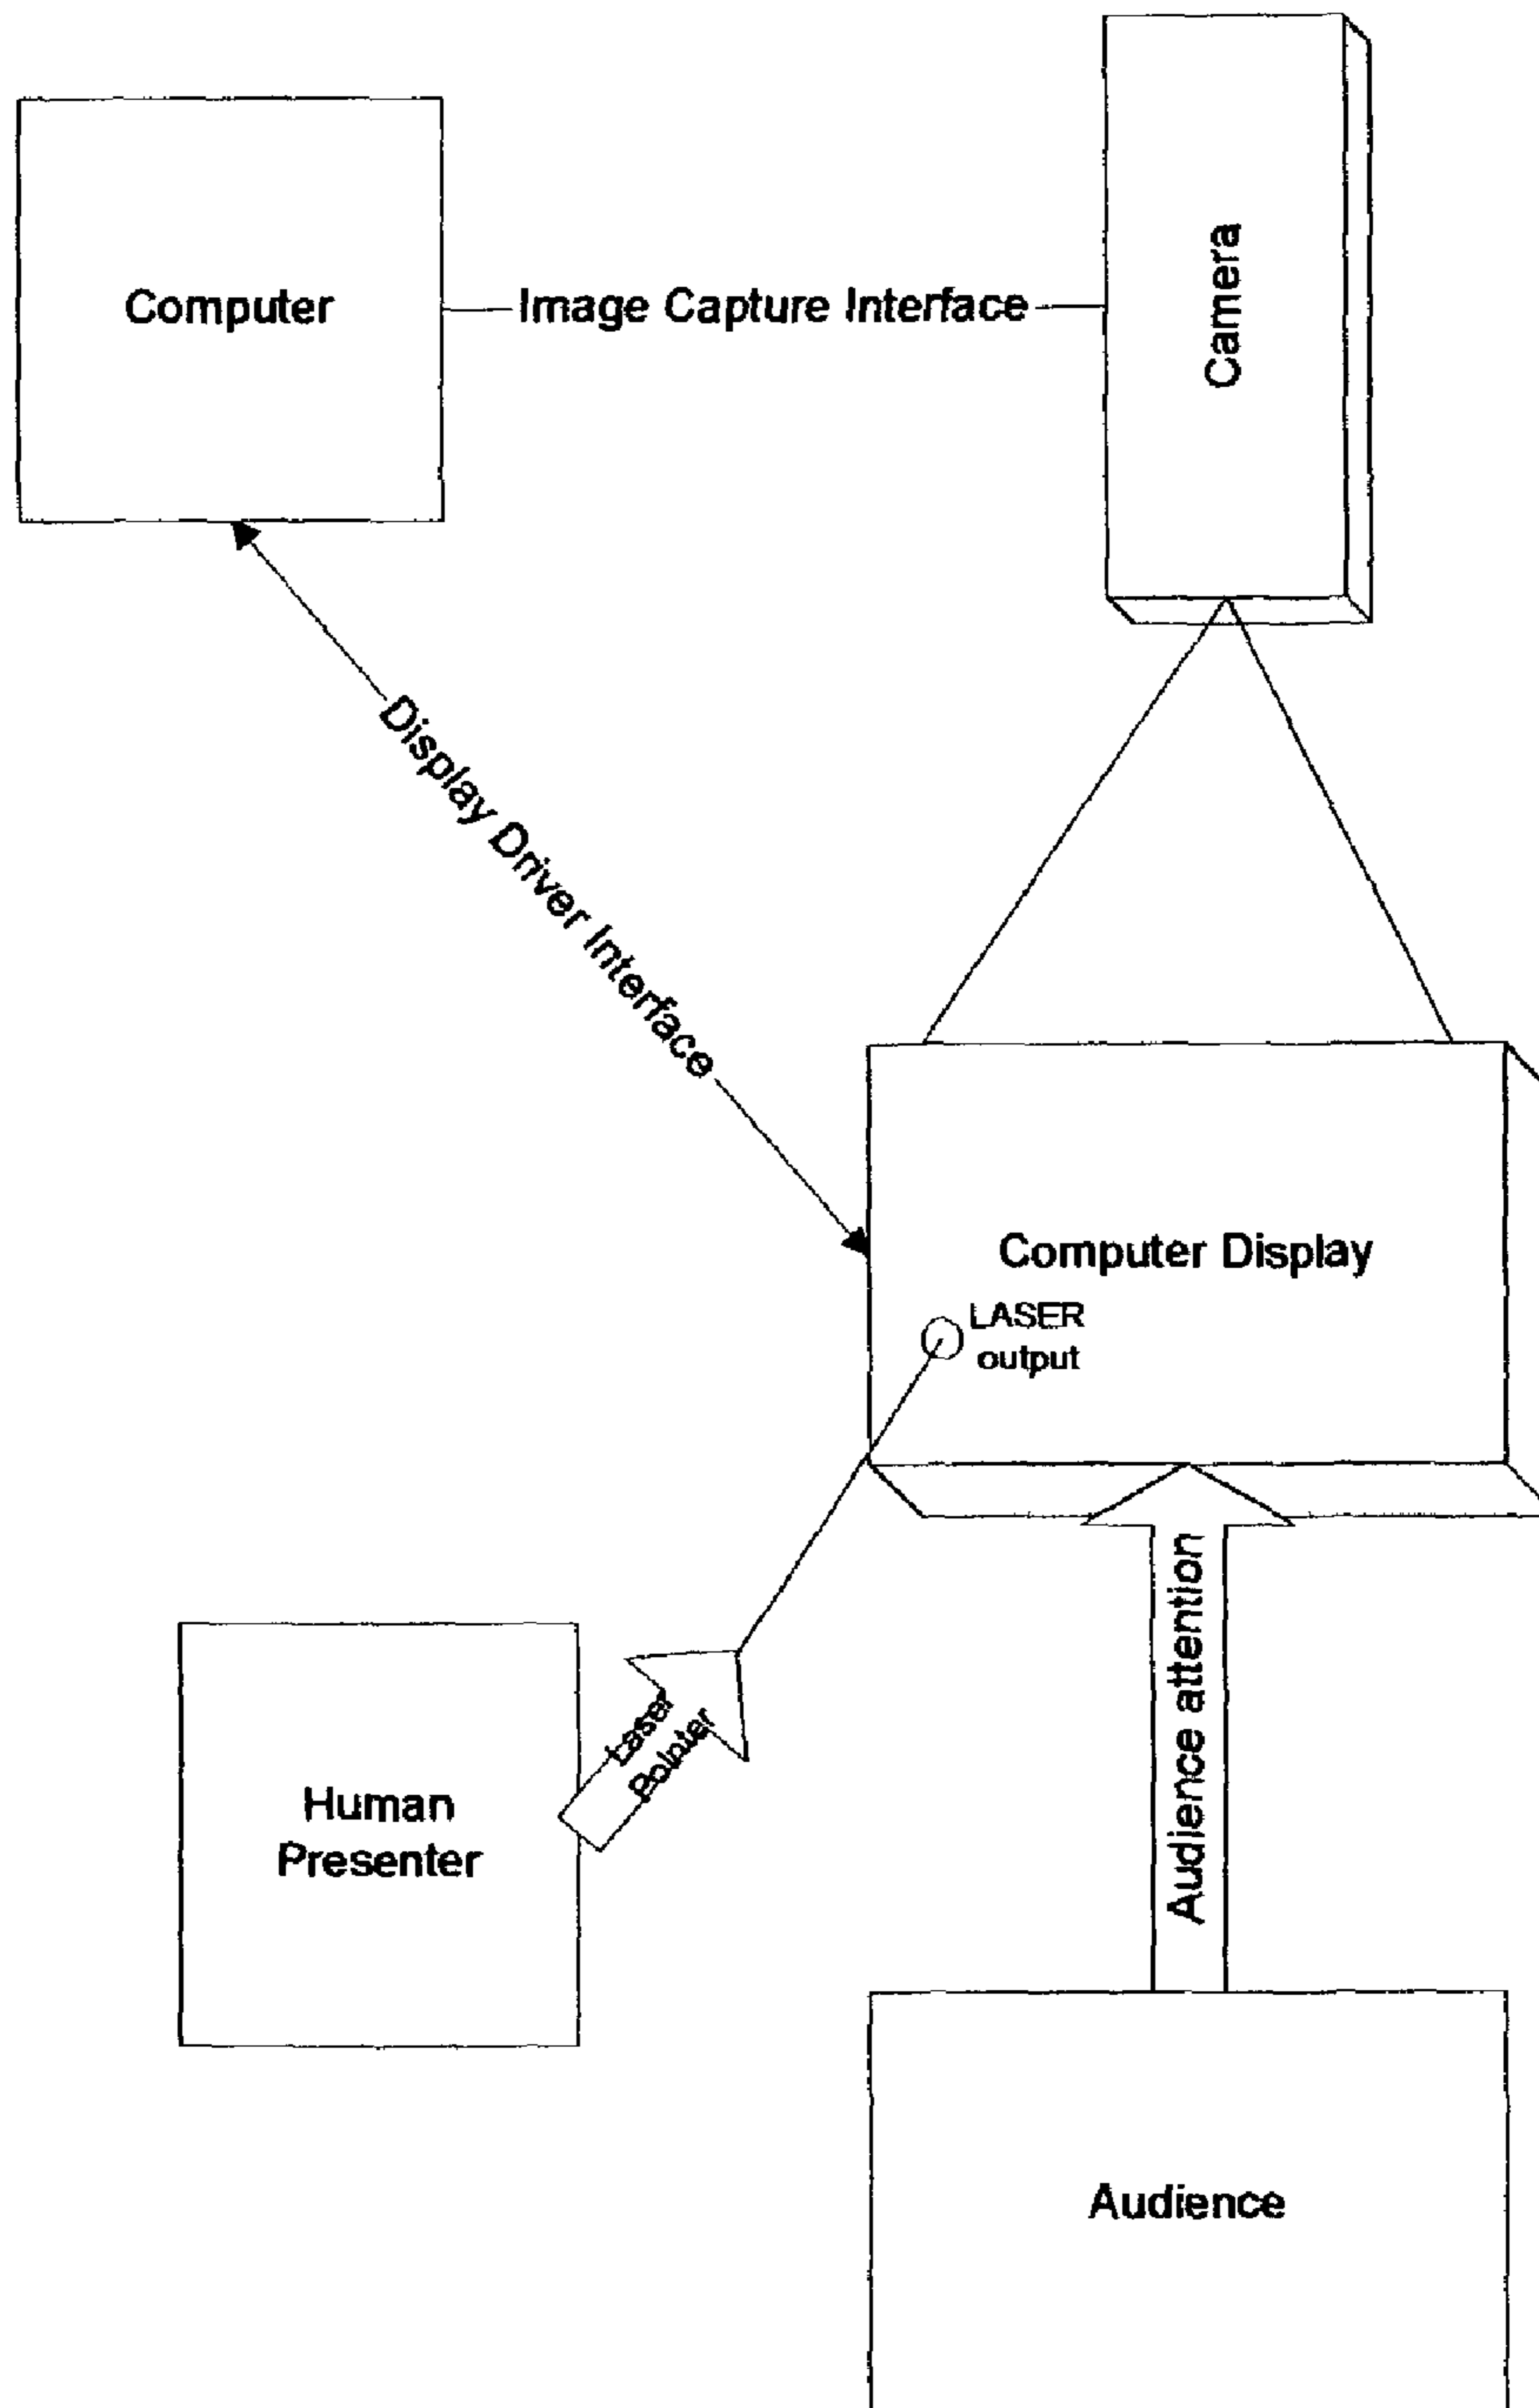 Computer
Image Capture Interface
Camera
Display Driver Interface
Computer Display
LASER
output
Laser
Pointer
Human
Presenter
Audience attention
Audience